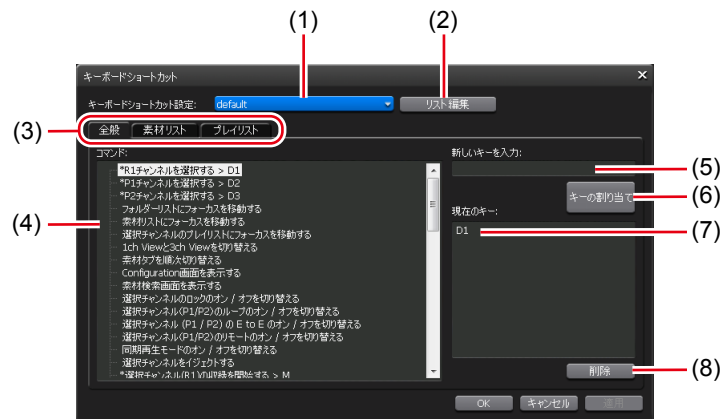 (1)
(2)
キーボードショートカット
×
キーボードショートカット設定:
default
リスト編集
(3)
全般
素材リスト
プレイリスト
コマンド:
新しいキーを入力:
*R1チャンネルを選択する > D1
(5)
*P1チャンネルを選択する > D2
*P2チャンネルを選択する > D3
キーの割り当て
(6)
フォルダーリストにフォーカスを移動する
現在のキー:
(4)
素材リストにフォーカスを移動する
選択チャンネルのプレイリストにフォーカスを移動する
D1
(7)
1ch Viewと3ch Viewを切り替える
素材タブを順次切り替える
Configuration画面を表示する
素材検索画面を表示する
選択チャンネルのロックのオン / オフを切り替える
選択チャンネル(P1/P2)のループのオン / オフを切り替える
選択チャンネル (P1 / P2) の E to E のオン / オフを切り替える
選択チャンネル(P1/P2)のリモートのオン / オフを切り替える
同期再生モードのオン / オフを切り替える
選択チャンネルをイジェクトする
*選択チャンネル(R1)の収録を開始する > M
削除
(8)
OK
キャンセル
適用